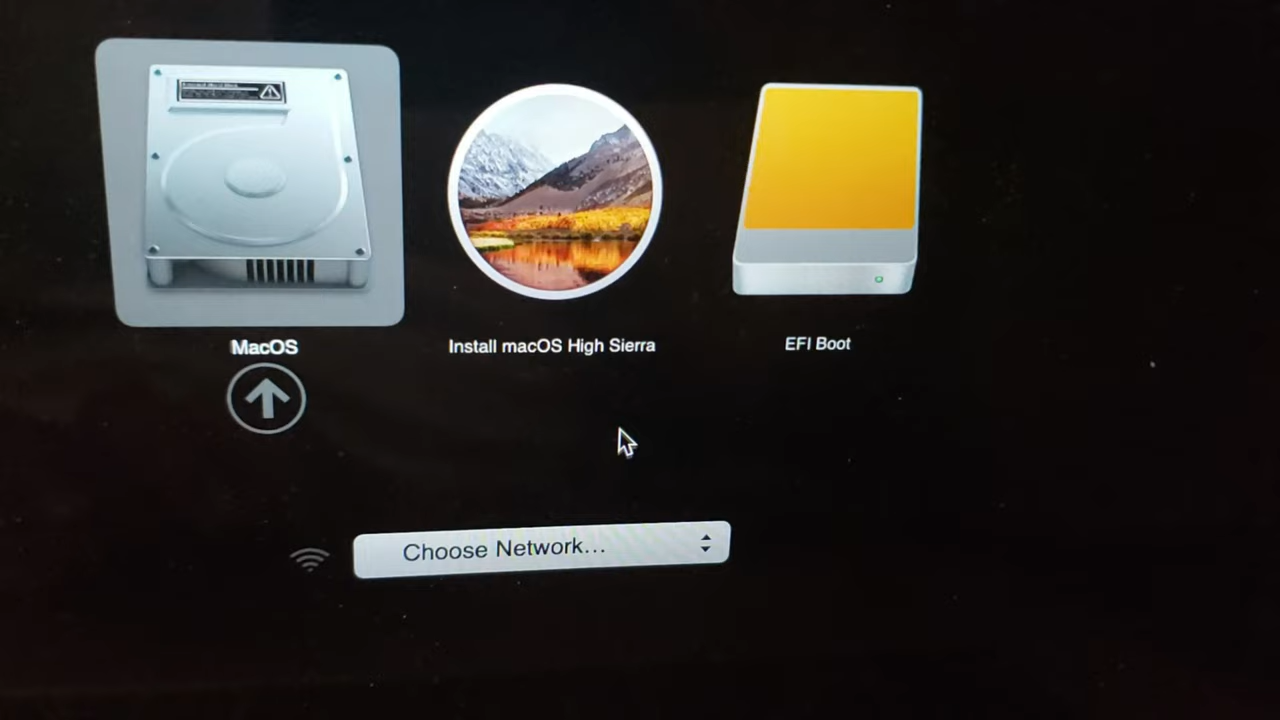 MacOS
Install macOS High Sierra
EFI Boot
Choose Network...